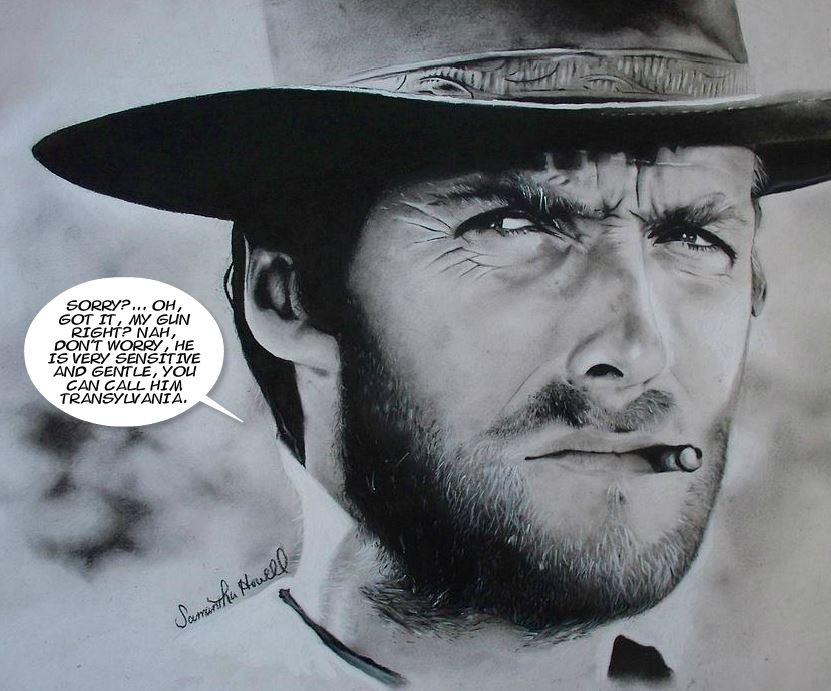 SORRY?... OH,
GOT IT, MY GUN
RIGHT? NAH,
DON'T WORRY, HE
IS VERY SENSITIVE
AND GENTLE, YOU
CAN CALL HIM
TRANSYLVANIA.
Samantha Howell